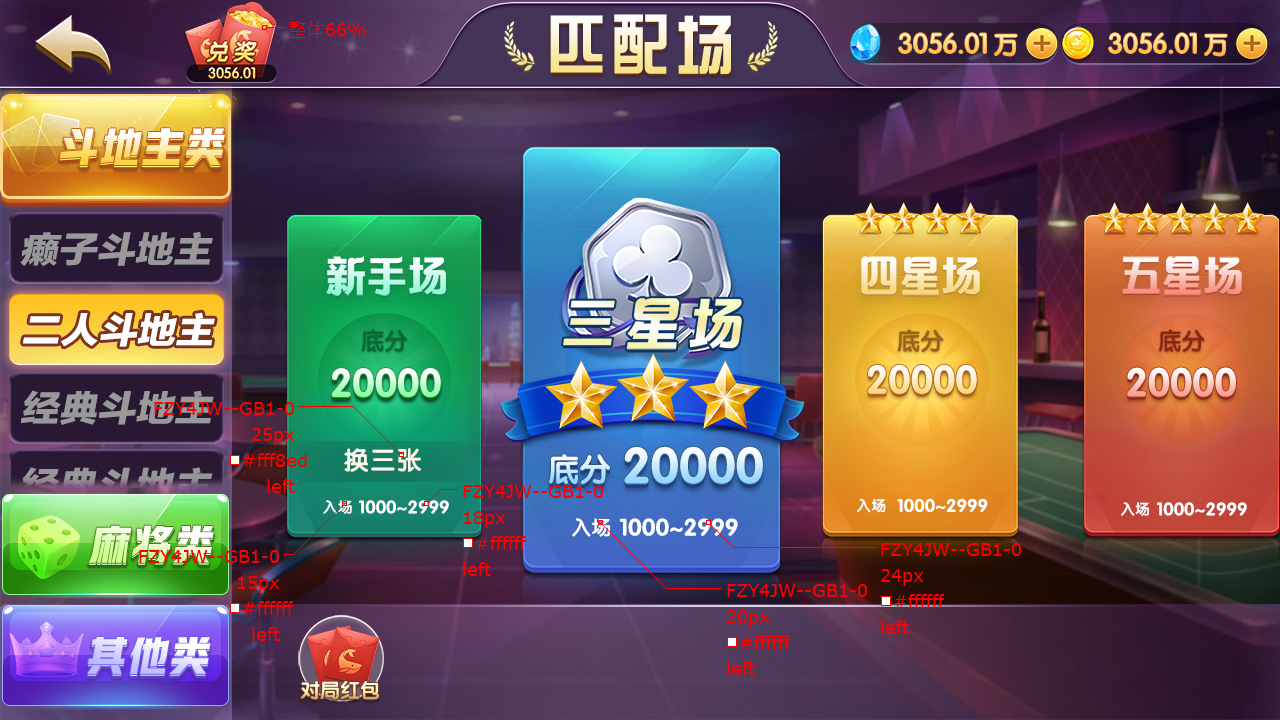 兑奖
3056.01
整体66%
匹配场
3056.01万
3056.01万
斗地主类
癞子斗地主
二人斗地主
经典斗地主
经典斗地主
麻将类
其他类
新手场
底分
20000
换三张
入场 1000~2999
三星场
底分 20000
入场 1000~2999
四星场
底分
20000
入场 1000~2999
五星场
底分
20000
入场 1000~2999
FZY4JW--GB1-0
25px
#fff8ed
left
FZY4JW--GB1-0
18px
#ffffff
left
FZY4JW--GB1-0
15px
#ffffff
left
FZY4JW--GB1-0
20px
#ffffff
left
FZY4JW--GB1-0
24px
#ffffff
left
对局红包